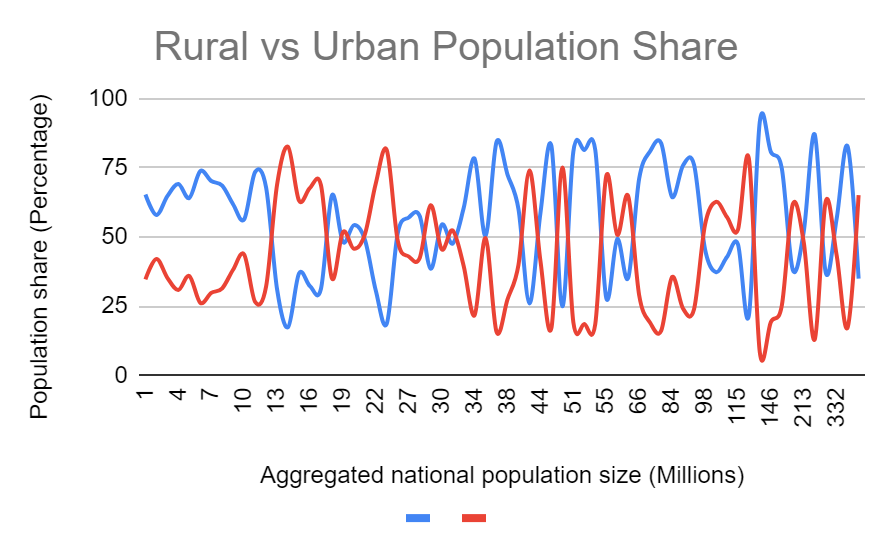 Rural vs Urban Population Share
Population share (Percentage)
100
75
50
25
0
1 4 7 10 13 16 19 22 27 30 34 38 44 51 55 66 84 98 115 146 213 332
Aggregated national population size (Millions)